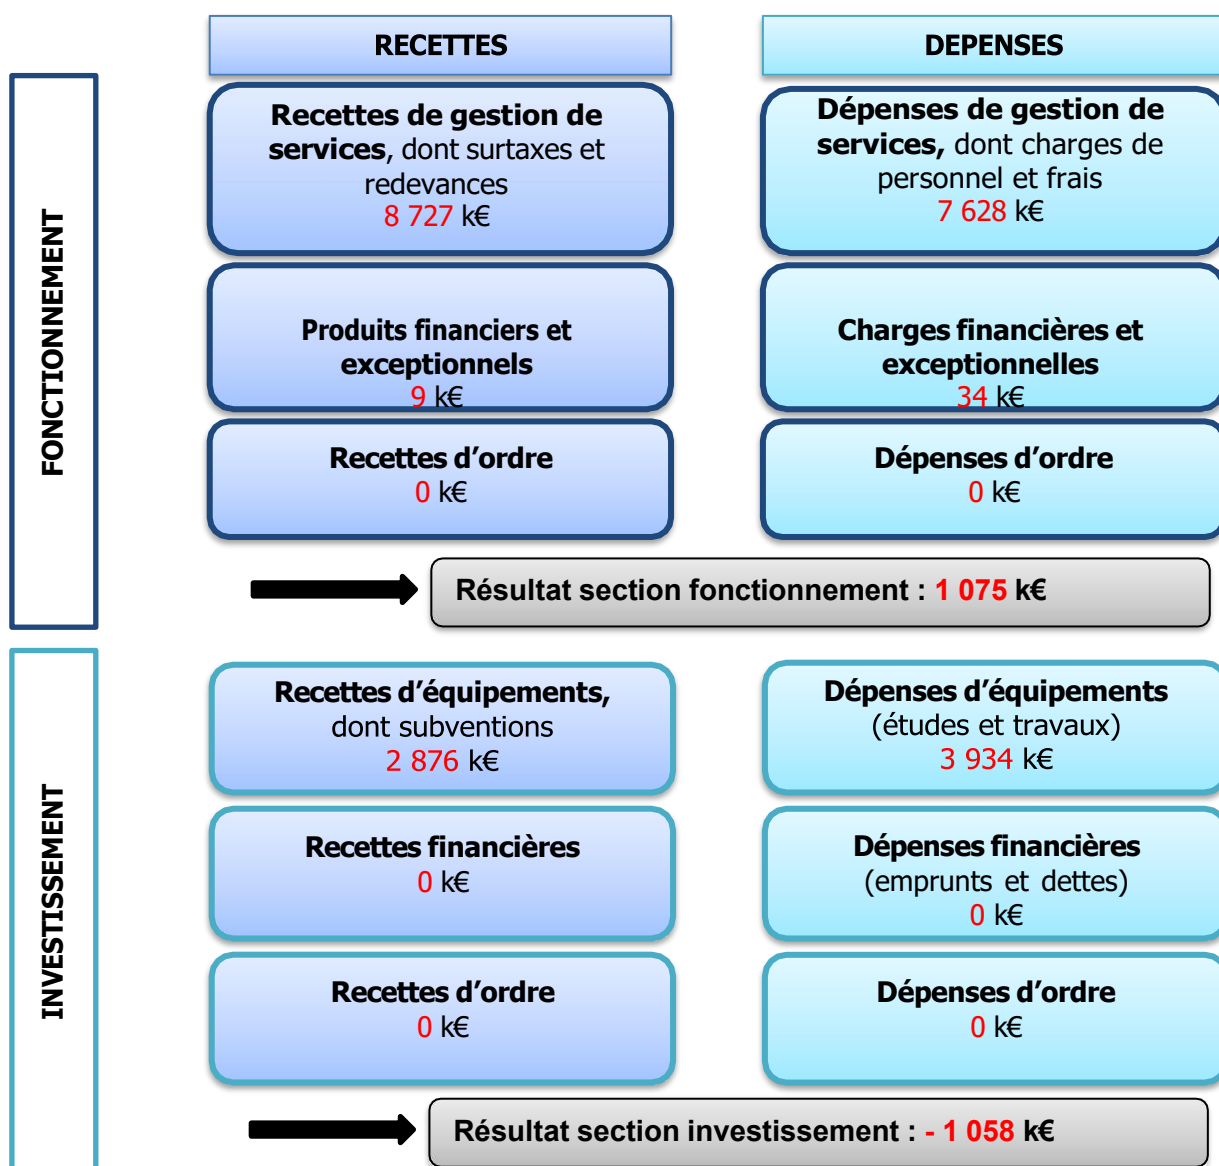 RECETTES
DEPENSES
FONCTIONNEMENT
Recettes de gestion de
services, dont surtaxes et
redevances
8 727 k€
Dépenses de gestion de
services, dont charges de
personnel et frais
7 628 k€
Produits financiers et
exceptionnels
9 k€
Charges financières et
exceptionnelles
34 k€
Recettes d’ordre
0 k€
Dépenses d’ordre
0 k€
Résultat section fonctionnement : 1 075 k€
INVESTISSEMENT
Recettes d’équipements,
dont subventions
2 876 k€
Dépenses d’équipements
(études et travaux)
3 934 k€
Recettes financières
0 k€
Dépenses financières
(emprunts et dettes)
0 k€
Recettes d’ordre
0 k€
Dépenses d’ordre
0 k€
Résultat section investissement : - 1 058 k€